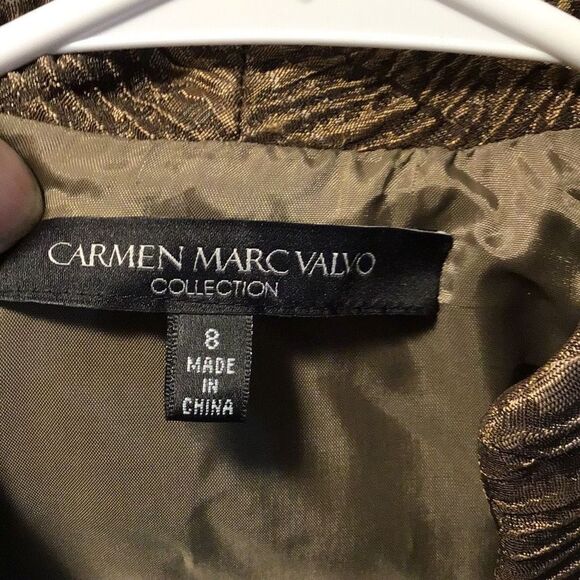 CARMEN MARC VALVO
COLLECTION
8
MADE
IN
CHINA